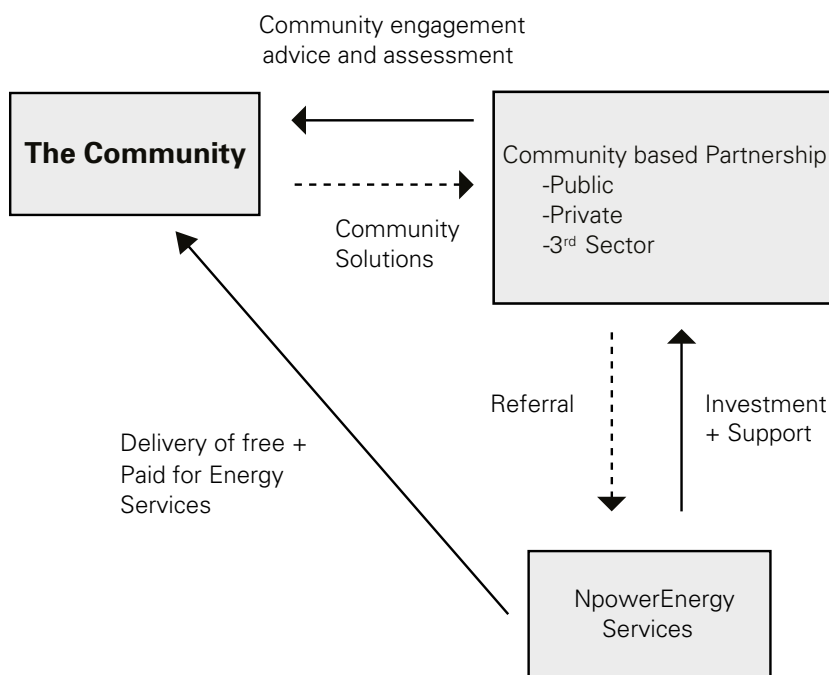 Community engagement
advice and assessment
The Community
Community based Partnership
-Public
-Private
-3rd Sector
Community
Solutions
Referral
Investment
+ Support
Delivery of free +
Paid for Energy
Services
NpowerEnergy
Services